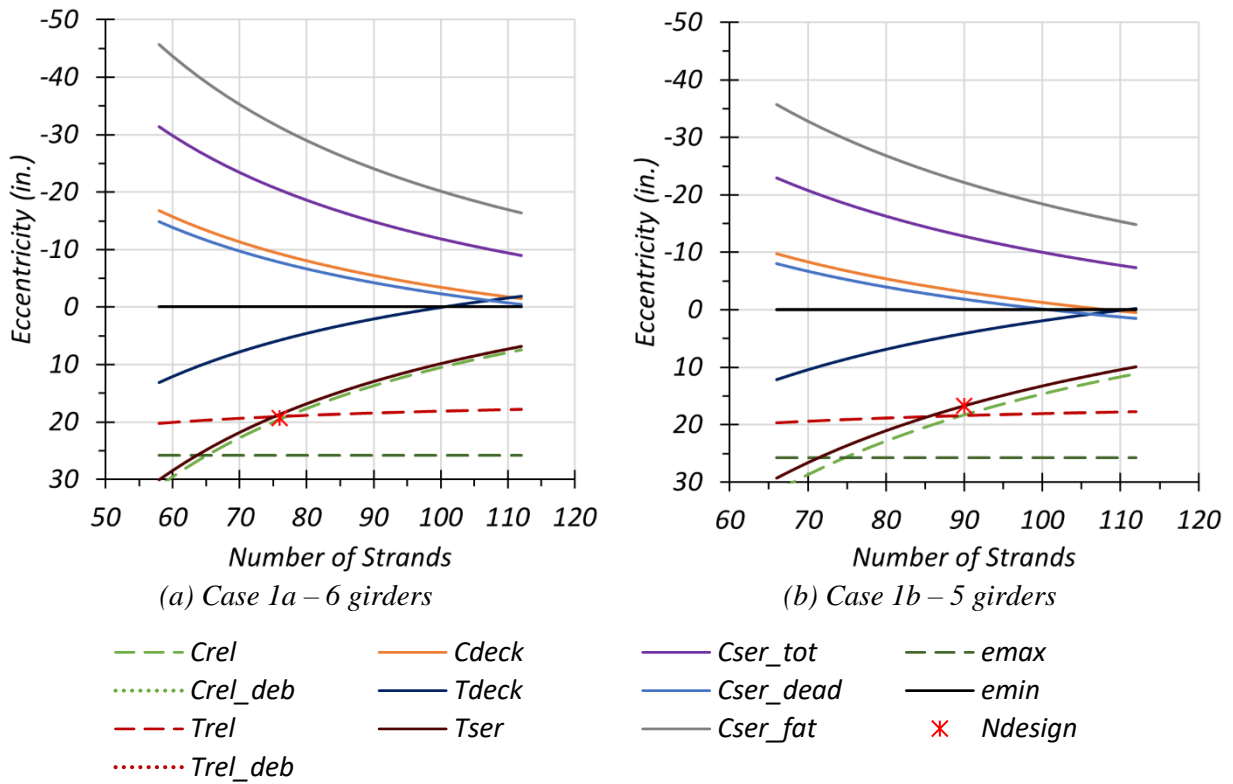 -50
-40
-30
-20
-10
0
10
20
30
Eccentricity (in.)
50 60 70 80 90 100 110 120
Number of Strands
(a) Case 1a – 6 girders
-50
-40
-30
-20
-10
0
10
20
30
Eccentricity (in.)
60 70 80 90 100 110 120
Number of Strands
(b) Case 1b – 5 girders
Crel Cdeck Cser_tot emax
Crel_deb Tdeck Cser_dead emin
Trel Tser Cser_fat Ndesign
Trel_deb